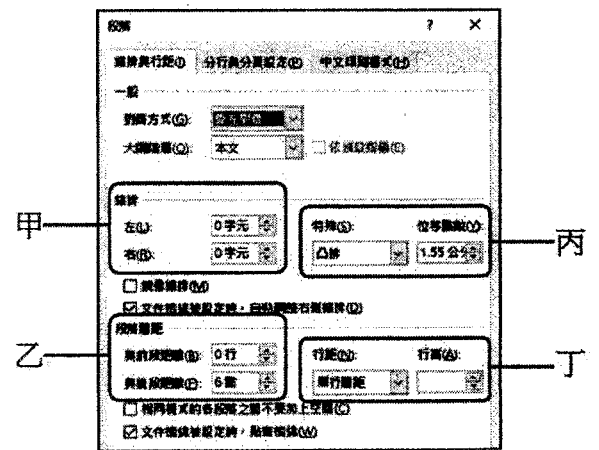 段落 ? ×
縮排與行距(I) 分行與分頁設定(P) 中文印刷樣式(H)
一般
對齊方式(G):
大綱階層(O): 本文
縮排
甲 左(L): 0 字元 特殊(S): 位移點數(Y):
右(R): 0 字元 凸排 1.55 公分 丙
鏡像縮排(M)
文件格線被設定時，自動調整右側縮排(D)
段落間距
乙 與前段距離(B): 0 行 行距(N): 行高(A): 丁
與後段距離(F): 6 點 單行間距
相同樣式的各段落之間不要加上空間(C)
文件格線被設定時，貼齊格線(W)